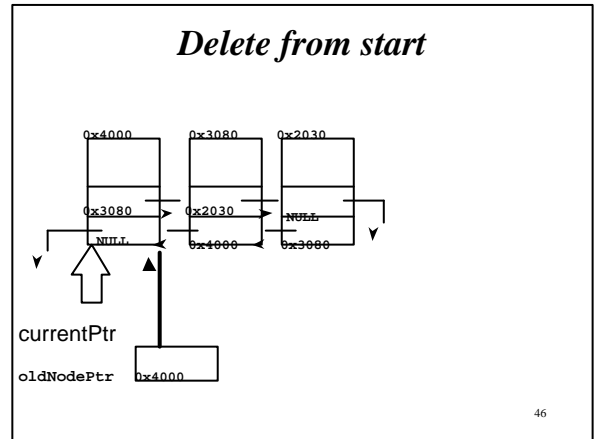 Delete from start
0x4000 0x3080 0x2030
0x3080 0x2030 NULL
NULL 0x4000 0x3080
currentPtr
oldNodePtr 0x4000
46